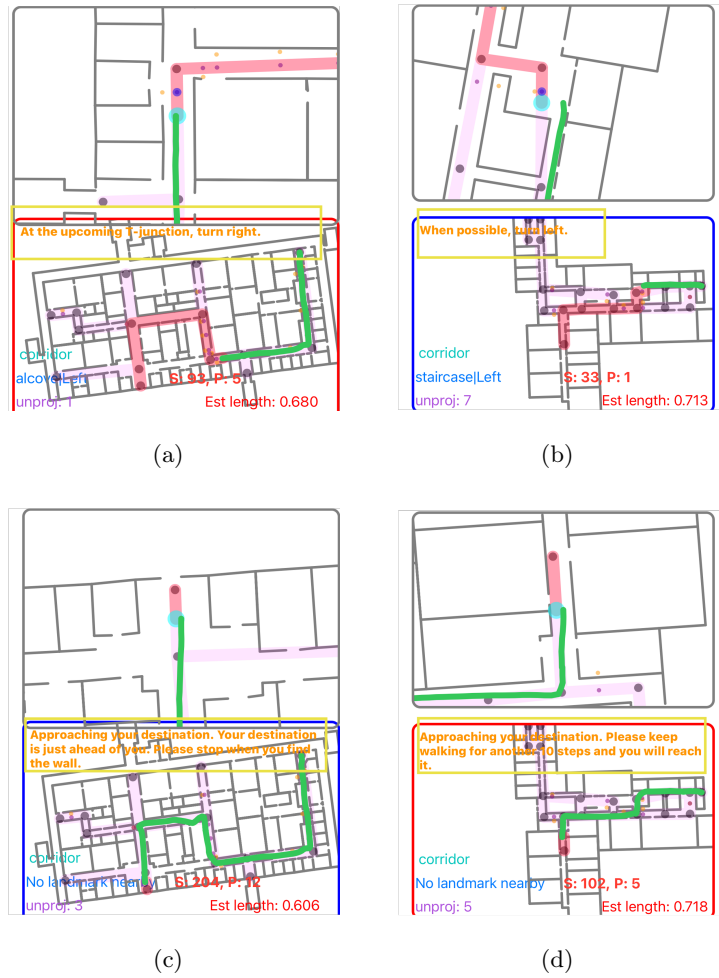 At the upcoming T-junction, turn right.
corridor
alcove|Left
S: 93, P: 5
unproj: 1
Est length: 0.680
(a)
When possible, turn left.
corridor
staircase|Left
S: 33, P: 1
unproj: 7
Est length: 0.713
(b)
Approaching your destination. Your destination
is just ahead of you. Please stop when you find
the wall.
corridor
No landmark nearby
S: 204, P: 12
unproj: 3
Est length: 0.606
(c)
Approaching your destination. Please keep
walking for another 10 steps and you will reach
it.
corridor
No landmark nearby
S: 102, P: 5
unproj: 5
Est length: 0.718
(d)